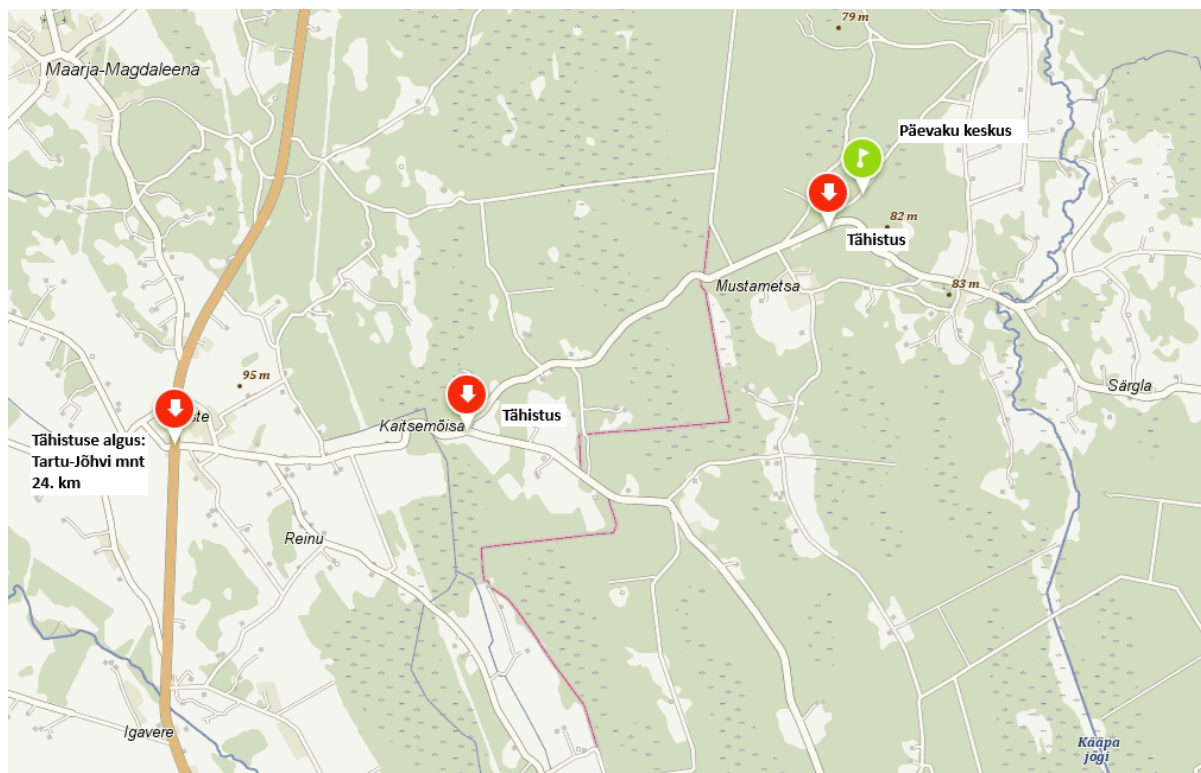 79 m
Maarja-Magdaleena
Päevaku keskus
82 m
Tähistus
Mustametsa
83 m
95 m
Särgla
Tähistus
Kaitsemõisa
Tähistuse algus:
Tartu-Jõhvi mnt
24. km
Reinu
Igavere
Kääpa
jõgi